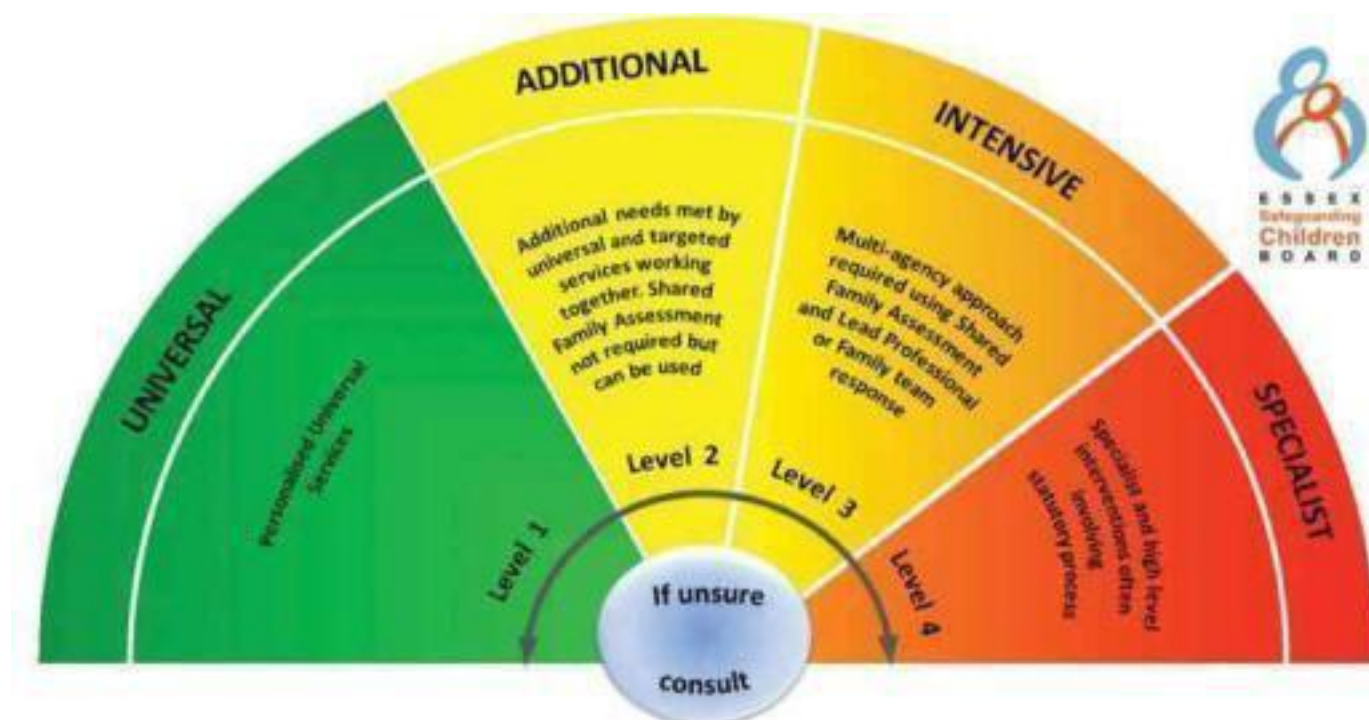 UNIVERSAL
Personalised Universal
Services
Level 1
ADDITIONAL
Additional needs met by
universal and targeted
services working
together. Shared
Family Assessment
not required but
can be used
Level 2
INTENSIVE
Multi-agency approach
required using Shared
Family Assessment
and Lead Professional
or Family team
response
Level 3
SPECIALIST
Specialist and high level
interventions often
involving
statutory process
Level 4
If unsure
consult
ESSEX
Safeguarding
Children
BOARD